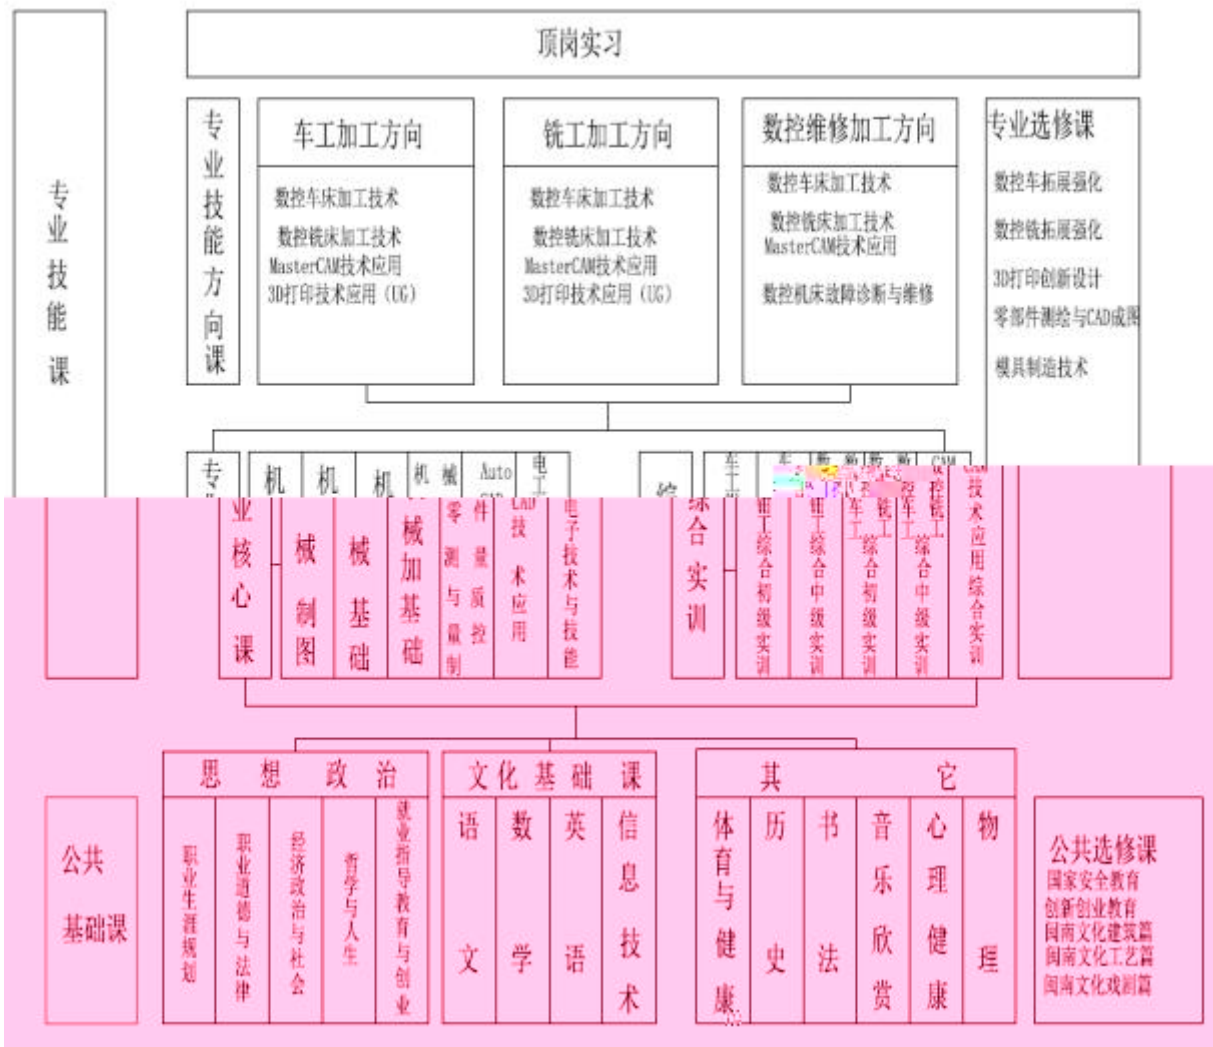 顶岗实习
专业技能课
专业技能方向课
车工加工方向
数控车床加工技术
数控铣床加工技术
MasterCAM技术应用
3D打印技术应用(UG)
铣工加工方向
数控车床加工技术
数控铣床加工技术
MasterCAM技术应用
3D打印技术应用(UG)
数控维修加工方向
数控车床加工技术
数控铣床加工技术
MasterCAM技术应用
数控机床故障诊断与维修
专业选修课
数控车拓展强化
数控铣拓展强化
3D打印创新设计
零部件测绘与CAD成图
模具制造技术
专业核心课
机械制图
机械基础
机械加工基础
机械零件测量与质量控制
AutoCAD技术应用
电工电子技术与技能
综合实训
钳工综合初级实训
钳工综合中级实训
车工综合初级实训
铣工综合初级实训
CAM技术应用综合实训
公共
基础课
思想政治
职业生涯规划
职业道德与法律
经济政治与社会
哲学与人生
就业指导教育与创业
文化基础课
语文
数学
英语
信息技术
其它
体育与健康
历史
书法
音乐欣赏
心理健康
物理
公共选修课
国家安全教育
创新创业教育
闽南文化建筑篇
闽南文化工艺篇
闽南文化戏剧篇